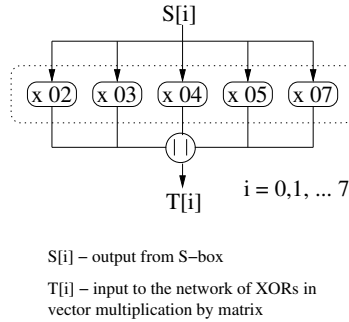 S[i]
x 02 x 03 x 04 x 05 x 07
||
T[i]
i = 0,1, ... 7
S[i] – output from S–box
T[i] – input to the network of XORs in
vector multiplication by matrix